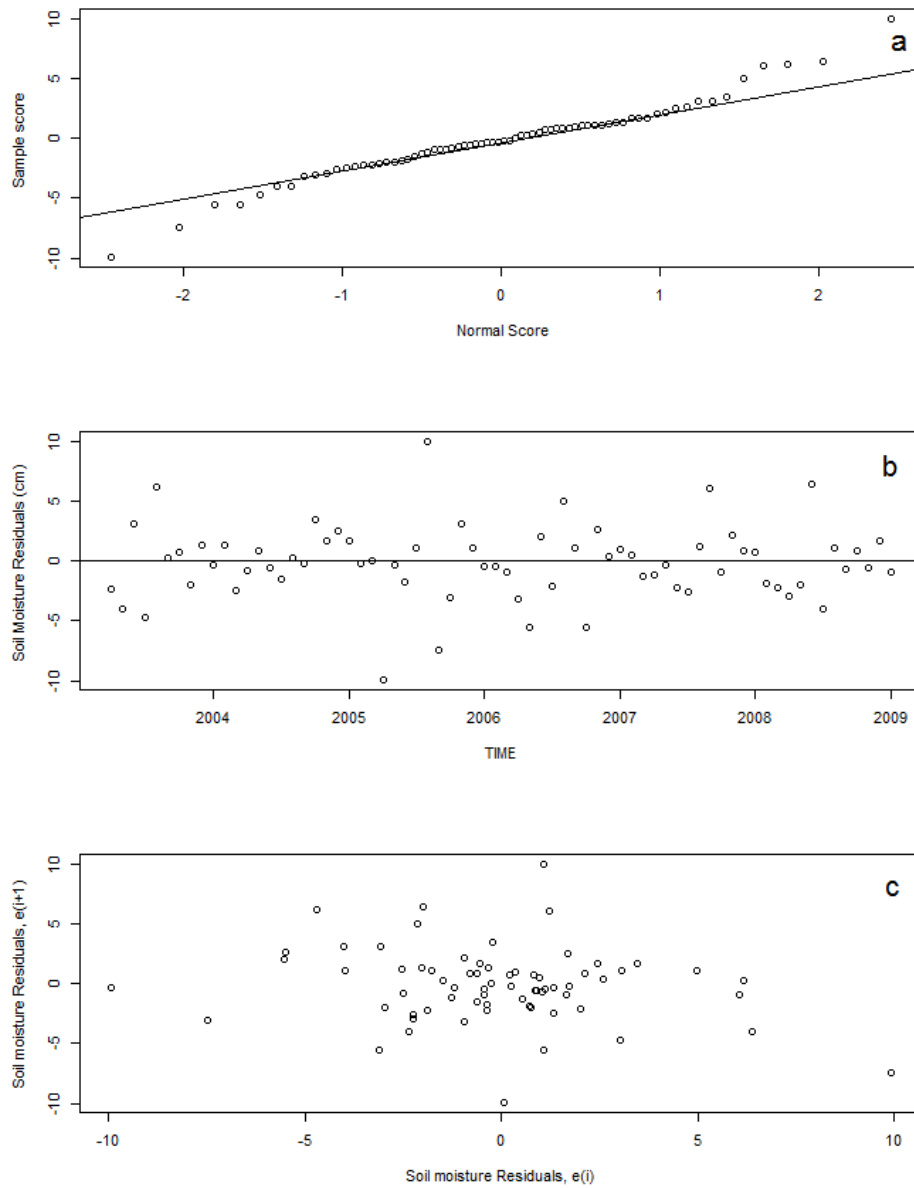 a
Sample score
10
5
0
-5
-10
-2 -1 0 1 2
Normal Score
b
Soil Moisture Residuals (cm)
10
5
0
-5
-10
2004 2005 2006 2007 2008 2009
TIME
c
Soil moisture Residuals, e(i+1)
10
5
0
-5
-10
-10 -5 0 5 10
Soil moisture Residuals, e(i)